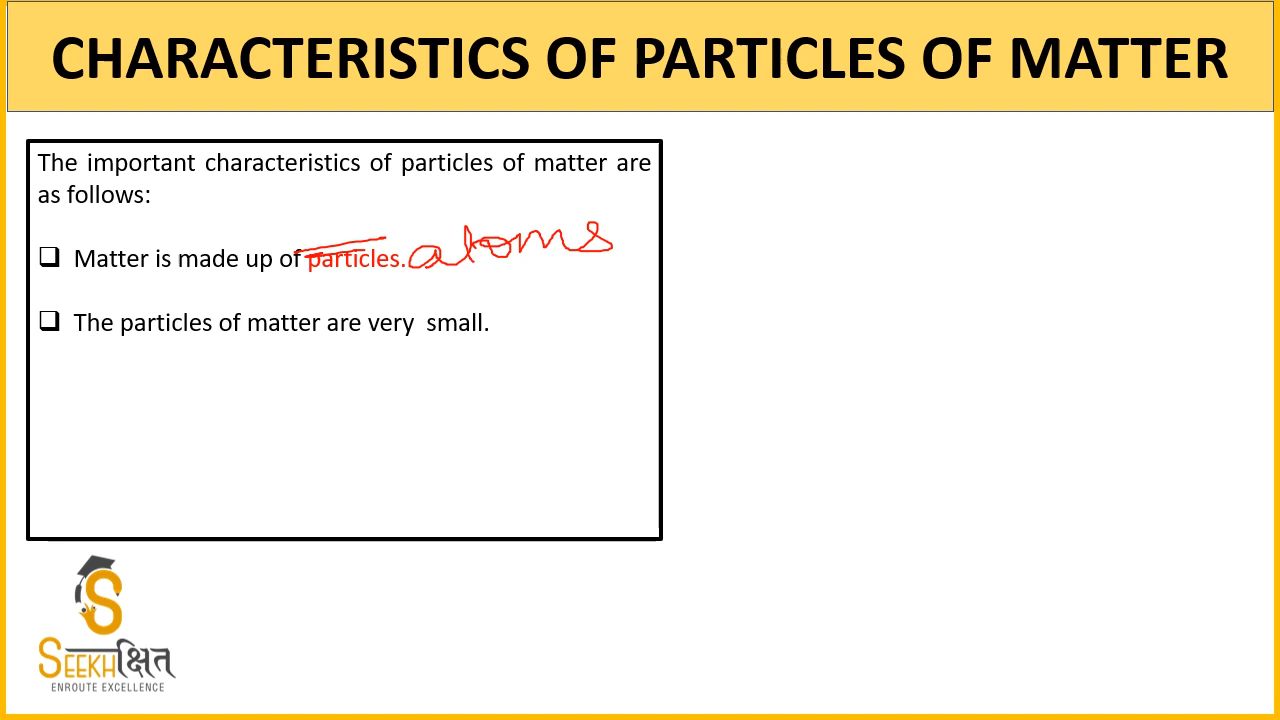 CHARACTERISTICS OF PARTICLES OF MATTER
The important characteristics of particles of matter are
as follows:
❑ Matter is made up of particles. atoms
❑ The particles of matter are very small.
S
SEEKHक्षित
ENROUTE EXCELLENCE